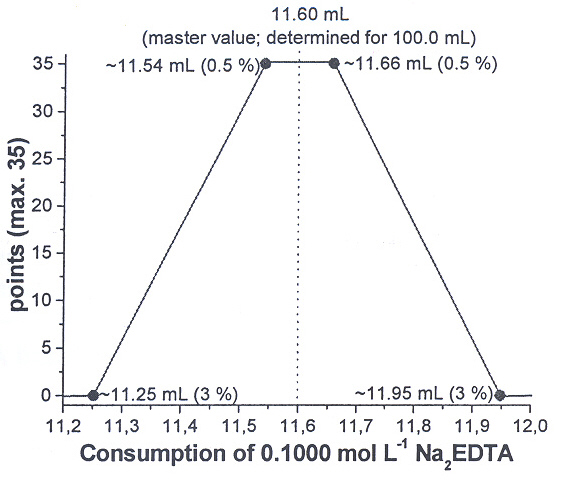 11.60 mL
(master value; determined for 100.0 mL)
~11.54 mL (0.5 %)
~11.66 mL (0.5 %)
35
30
25
20
15
10
5
0
points (max. 35)
~11.25 mL (3 %)
~11.95 mL (3 %)
11,2 11,3 11,4 11,5 11,6 11,7 11,8 11,9 12,0
Consumption of 0.1000 mol L⁻¹ Na₂EDTA